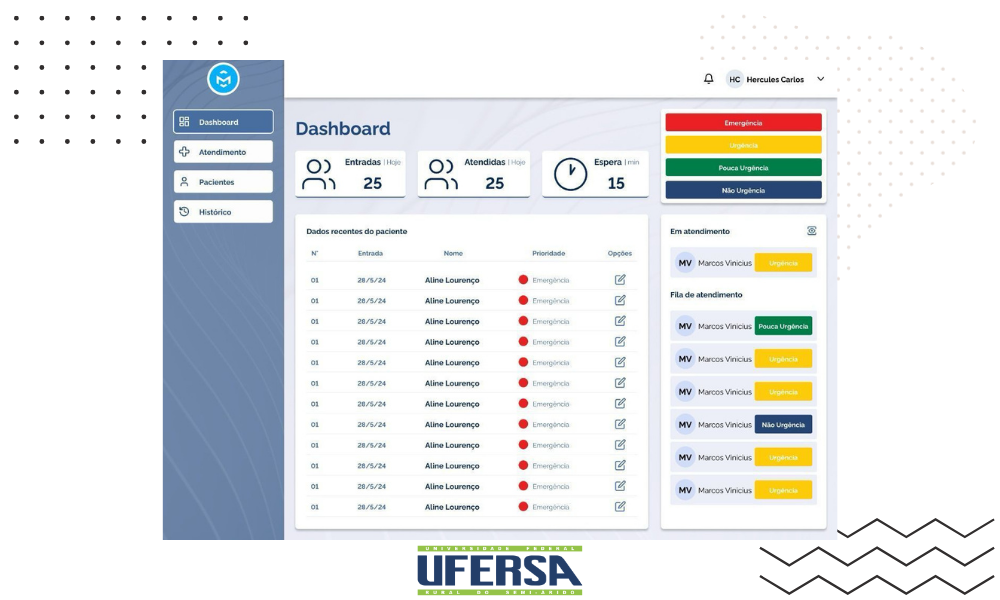 HC Hercules Carlos
Dashboard
Atendimento
Pacientes
Histórico
Dashboard
Entradas | Hoje
25
Atendidas | Hoje
25
Espera | min
15
Emergência
Urgência
Pouca Urgência
Não Urgência
Dados recentes do paciente
N° Entrada Nome Prioridade Opções
01 28/5/24 Aline Lourenço Emergência
01 28/5/24 Aline Lourenço Emergência
01 28/5/24 Aline Lourenço Emergência
01 28/5/24 Aline Lourenço Emergência
01 28/5/24 Aline Lourenço Emergência
01 28/5/24 Aline Lourenço Emergência
01 28/5/24 Aline Lourenço Emergência
01 28/5/24 Aline Lourenço Emergência
01 28/5/24 Aline Lourenço Emergência
01 28/5/24 Aline Lourenço Emergência
01 28/5/24 Aline Lourenço Emergência
01 28/5/24 Aline Lourenço Emergência
Em atendimento
MV Marcos Vinicius Urgência
Fila de atendimento
MV Marcos Vinicius Pouca Urgência
MV Marcos Vinicius Urgência
MV Marcos Vinicius Urgência
MV Marcos Vinicius Não Urgência
MV Marcos Vinicius Urgência
MV Marcos Vinicius Urgência
UNIVERSIDADE FEDERAL
UFERSA
RURAL DO SEMI-ÁRIDO